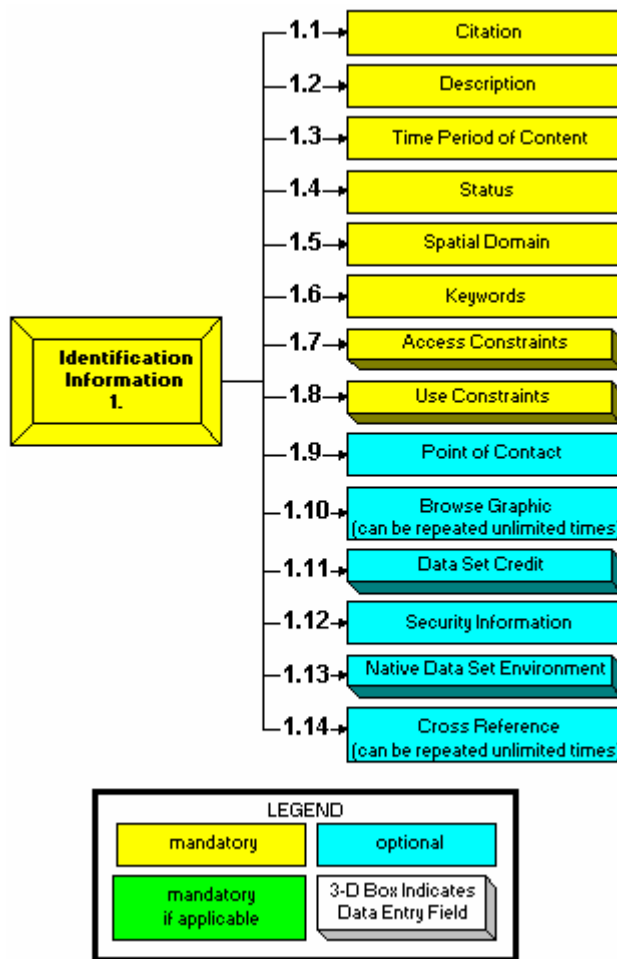 1.1
Citation
1.2
Description
1.3
Time Period of Content
1.4
Status
1.5
Spatial Domain
1.6
Keywords
Identification
Information
1.
1.7
Access Constraints
1.8
Use Constraints
1.9
Point of Contact
1.10
Browse Graphic
(can be repeated unlimited times
1.11
Data Set Credit
1.12
Security Information
1.13
Native Data Set Environment
1.14
Cross Reference
(can be repeated unlimited times
LEGEND
mandatory
optional
mandatory
if applicable
3-D Box Indicates
Data Entry Field